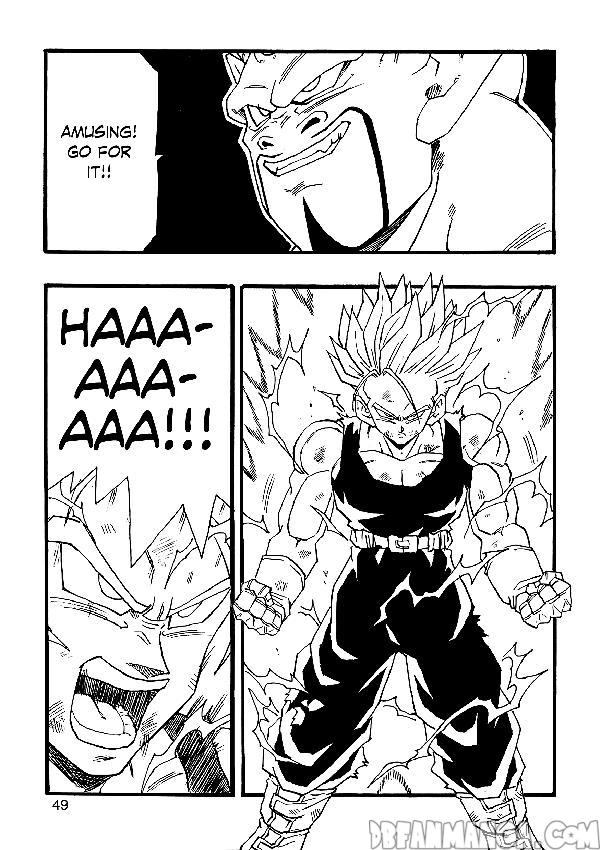 AMUSING!
GO FOR
IT!!
HAAA-
AAA-
AAA!!!
49
DBFANMANGA.COM